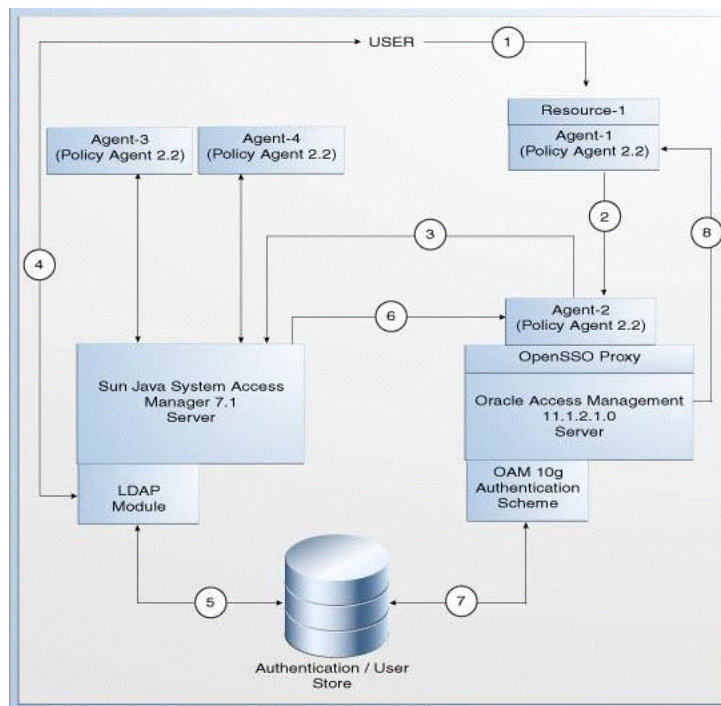 USER
1
Resource-1
Agent-1
(Policy Agent 2.2)
Agent-3
(Policy Agent 2.2)
Agent-4
(Policy Agent 2.2)
2
8
3
4
6
Agent-2
(Policy Agent 2.2)
OpenSSO Proxy
Sun Java System Access
Manager 7.1
Server
Oracle Access Management
11.1.2.1.0
Server
LDAP
Module
OAM 10g
Authentication
Scheme
5
7
Authentication / User
Store